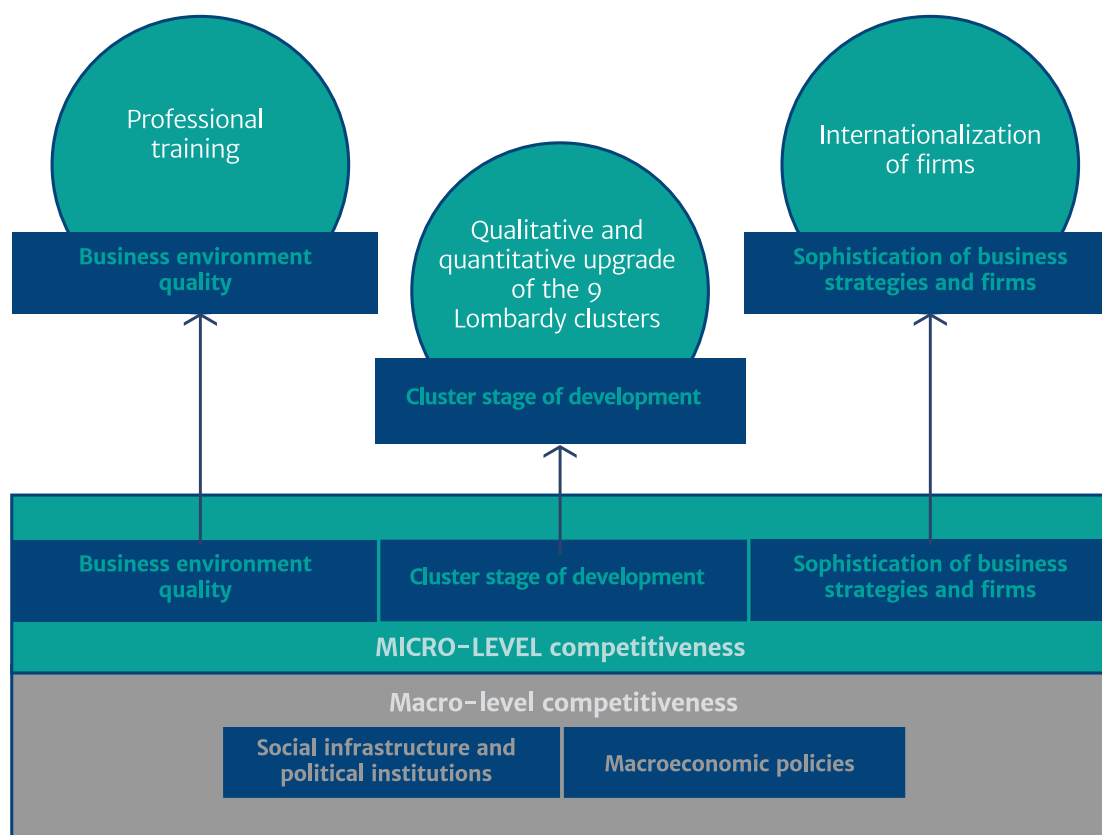 Professional
training
Business environment
quality
Qualitative and
quantitative upgrade
of the 9
Lombardy clusters
Cluster stage of development
Internationalization
of firms
Sophistication of business
strategies and firms
Business environment
quality
Cluster stage of development
Sophistication of business
strategies and firms
MICRO-LEVEL competitiveness
Macro-level competitiveness
Social infrastructure and
political institutions
Macroeconomic policies